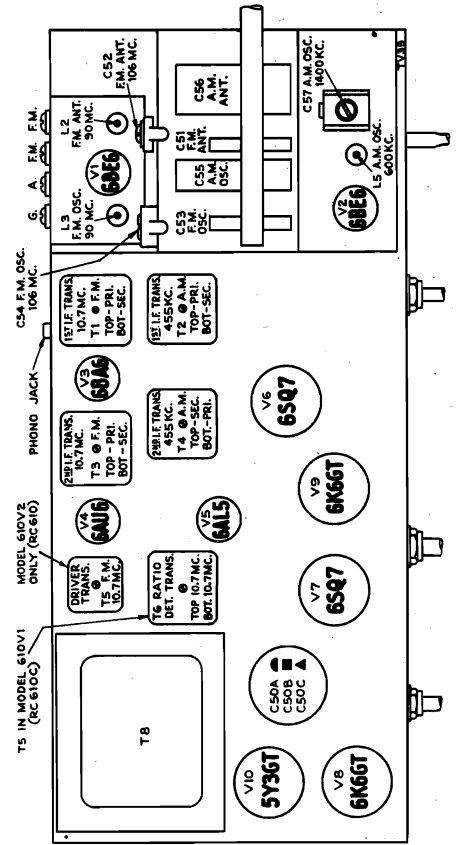 MODEL 610V2
ONLY (RC 610)
T5 IN MODEL 610V1
(RC 610C)
PHONO JACK
C54 F.M. OSC.
106 MC.
G.
A.
F.M.
F.M.
L3
F.M. OSC.
90 MC.
V1
6BE6
L2
F.M. ANT.
90 MC.
C52
F.M. ANT.
106 MC.
DRIVER
TRANS.
T5 F.M.
10.7 MC.
V4
6AU6
2ND I.F. TRANS.
10.7 MC.
T3 F.M.
TOP - PRI.
BOT-SEC.
V3
6BA6
1ST I.F. TRANS.
10.7 MC.
T1 F.M.
TOP-PRI.
BOT-SEC.
T6 RATIO
DET. TRANS.
TOP 10.7 MC.
BOT. 10.7 MC.
V5
6AL5
2ND I.F. TRANS.
455 KC.
T4 A.M.
TOP-SEC.
BOT.-PRI.
1ST I.F. TRANS.
455 KC.
T2 A.M.
TOP-PRI.
BOT-SEC.
C53
F.M.
OSC.
C55
A.M.
OSC.
C51
F.M.
ANT.
C56
A.M.
ANT.
T8
C50A
C50B
C50C
V10
5Y3GT
V8
6K6GT
V7
6SQ7
V9
6K6GT
V6
6SQ7
V2
6BE6
L5 A.M. OSC.
600 KC.
C57 A.M. OSC.
1400 KC.
TV39